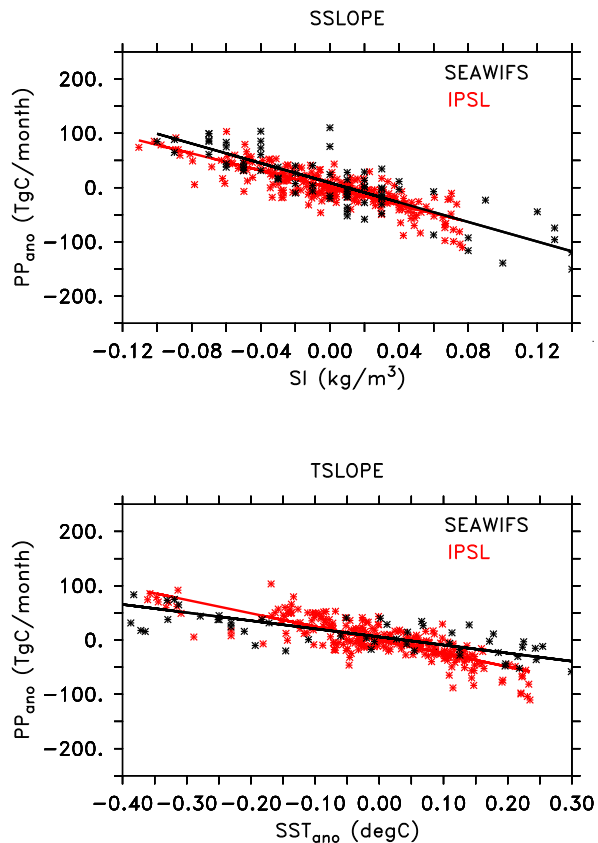 SSLOPE
SEAWIFS
IPSL
200.
100.
0.
-100.
-200.
PPano (TgC/month)
-0.12 -0.08 -0.04 0.00 0.04 0.08 0.12
SI (kg/m³)
TSLOPE
SEAWIFS
IPSL
200.
100.
0.
-100.
-200.
PPano (TgC/month)
-0.40 -0.30 -0.20 -0.10 0.00 0.10 0.20 0.30
SSTano (degC)